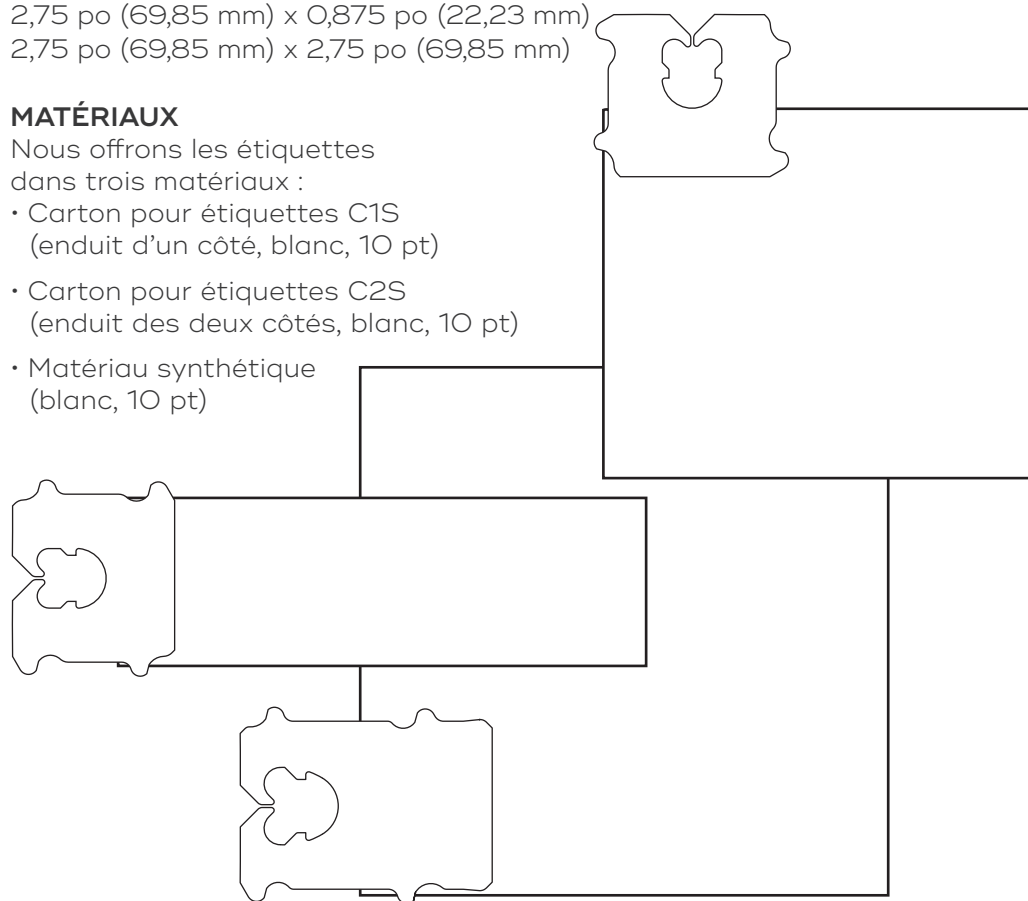 2,75 po (69,85 mm) x 0,875 po (22,23 mm)
2,75 po (69,85 mm) x 2,75 po (69,85 mm)
MATÉRIAUX
Nous offrons les étiquettes
dans trois matériaux :
• Carton pour étiquettes C1S
(enduit d’un côté, blanc, 10 pt)
• Carton pour étiquettes C2S
(enduit des deux côtés, blanc, 10 pt)
• Matériau synthétique
(blanc, 10 pt)